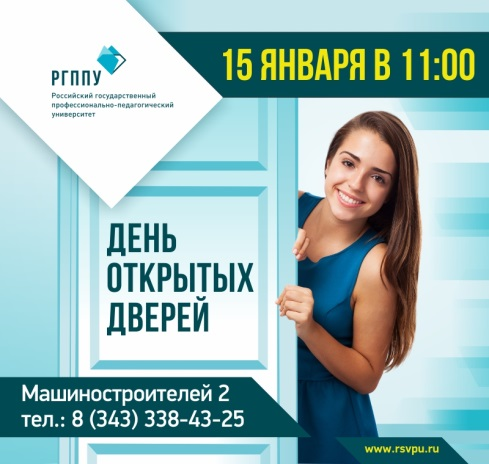 РГППУ
Российский государственный
профессионально-педагогический
университет
15 ЯНВАРЯ В 11:00
ДЕНЬ
ОТКРЫТЫХ
ДВЕРЕЙ
Машиностроителей 2
тел.: 8 (343) 338-43-25
www.rsvpu.ru